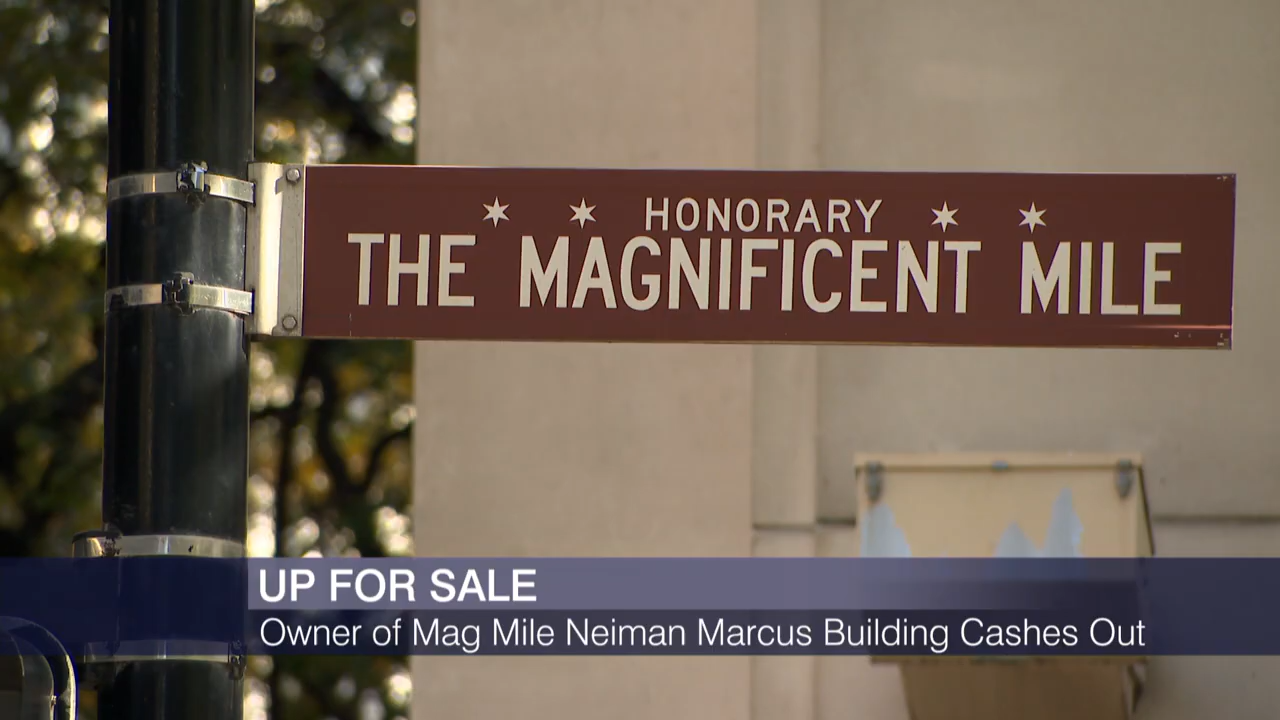 HONORARY
THE MAGNIFICENT MILE
UP FOR SALE
Owner of Mag Mile Neiman Marcus Building Cashes Out